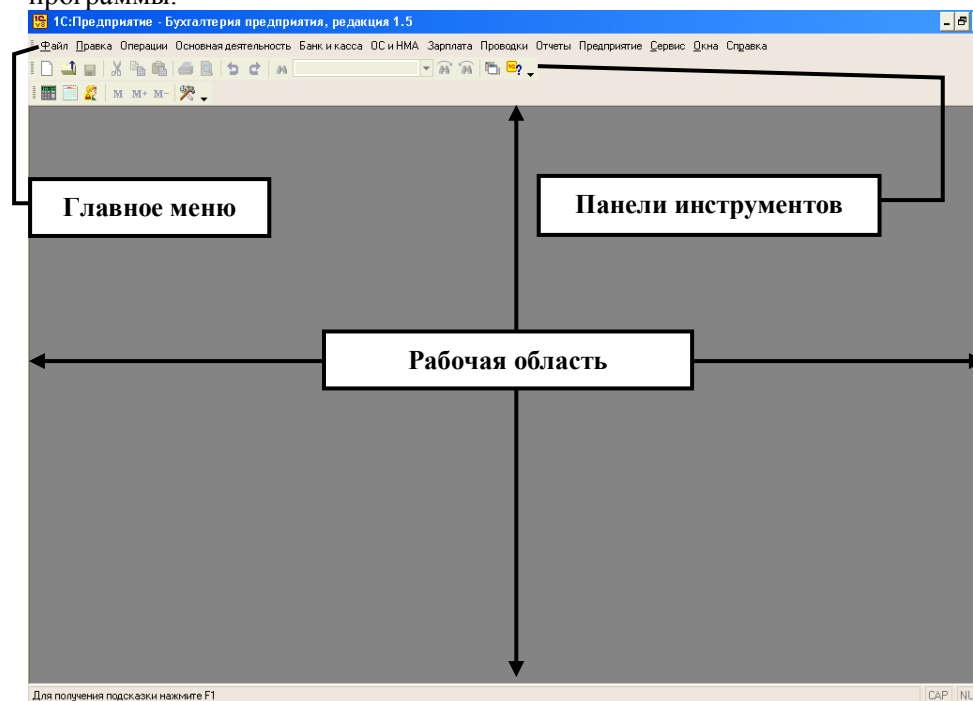 программы.
1С:Предприятие - Бухгалтерия предприятия, редакция 1.5
Файл Правка Операции Основная деятельность Банк и касса ОС и НМА Зарплата Проводки Отчеты Предприятие Сервис Окна Справка
M M+ M-
Главное меню
Панели инструментов
Рабочая область
Для получения подсказки нажмите F1
CAP NU